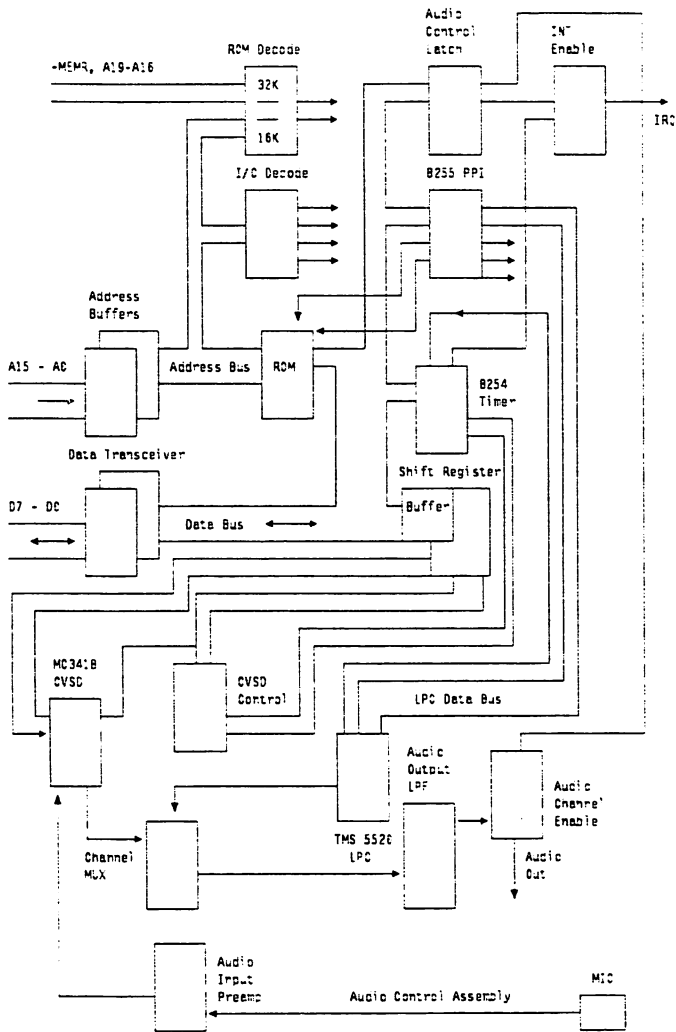 Audio
Control
Latch
INT
Enable
ROM Decode
-MEMR, A19-A16
32K
16K
IRQ
I/O Decode
8255 PPI
Address
Buffers
A15 - A0
Address Bus
ROM
8254
Timer
Data Transceiver
Shift Register
Buffer
D7 - D0
Data Bus
MC3418
CVSD
CVSD
Control
LPC Data Bus
Audio
Output
LPF
Audio
Channel
Enable
TMS 5520
LPC
Channel
MUX
Audio
Out
Audio
Input
Preamp
Audio Control Assembly
MIC